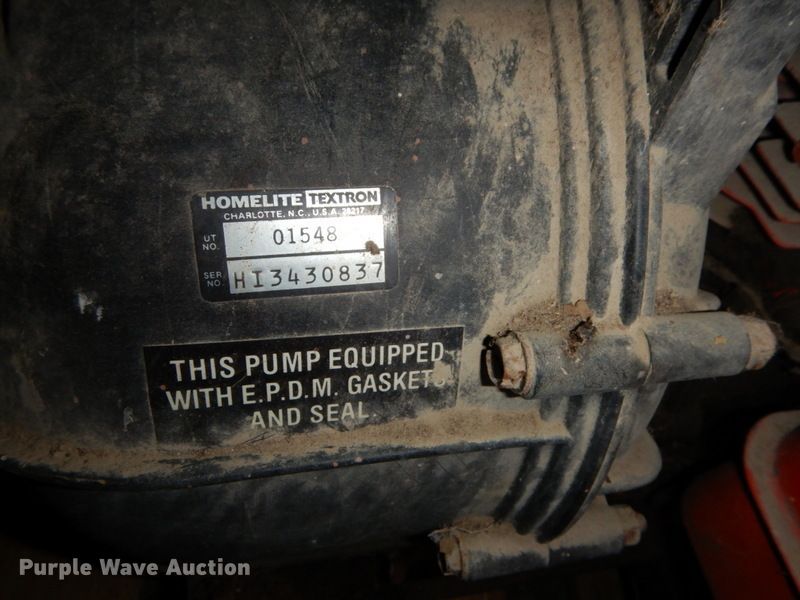 HOMELITE TEXTRON
CHARLOTTE, N.C., U.S.A. 28217
UT NO. 01548
SER. NO. HI3430837
THIS PUMP EQUIPPED
WITH E.P.D.M. GASKETS
AND SEAL.
Purple Wave Auction